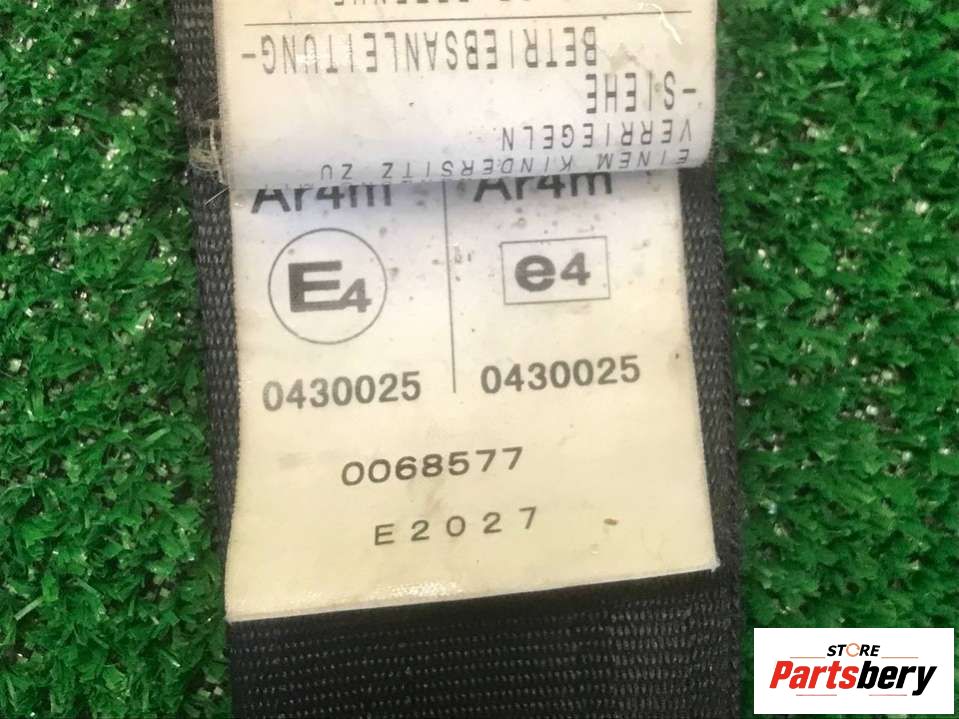 EINEM KINDERSITZ ZU
VERRIEGELN
-SIEHE
BETRIEBSANLEITUNG-
Ar4m Ar4m
E4 e4
0430025 0430025
0068577
E2027
STORE
Partsbery